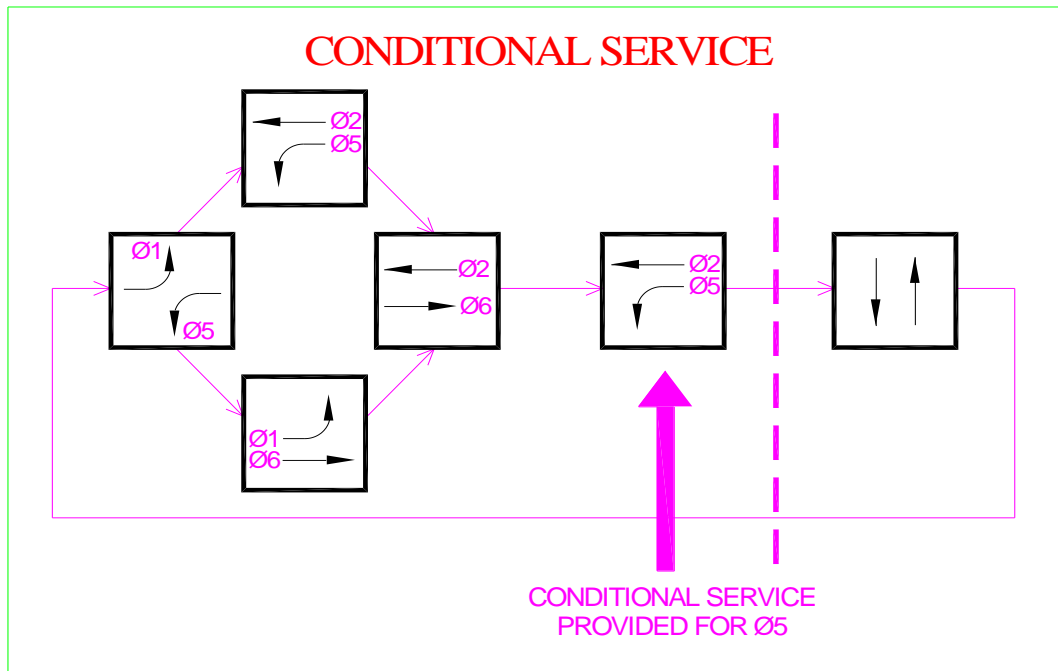 CONDITIONAL SERVICE
Ø2
Ø5
Ø1
Ø5
Ø2
Ø6
Ø2
Ø5
Ø1
Ø6
CONDITIONAL SERVICE
PROVIDED FOR Ø5